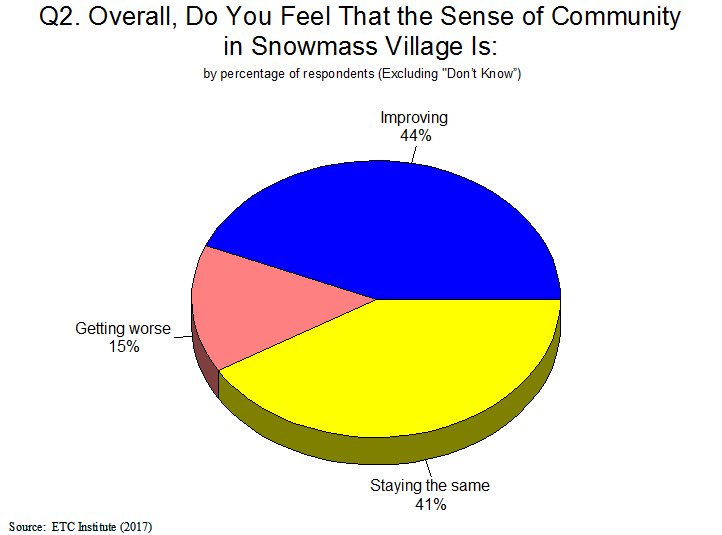 Q2. Overall, Do You Feel That the Sense of Community
in Snowmass Village Is:
by percentage of respondents (Excluding "Don't Know”)
Improving
44%
Getting worse
15%
Staying the same
41%
Source:  ETC Institute (2017)